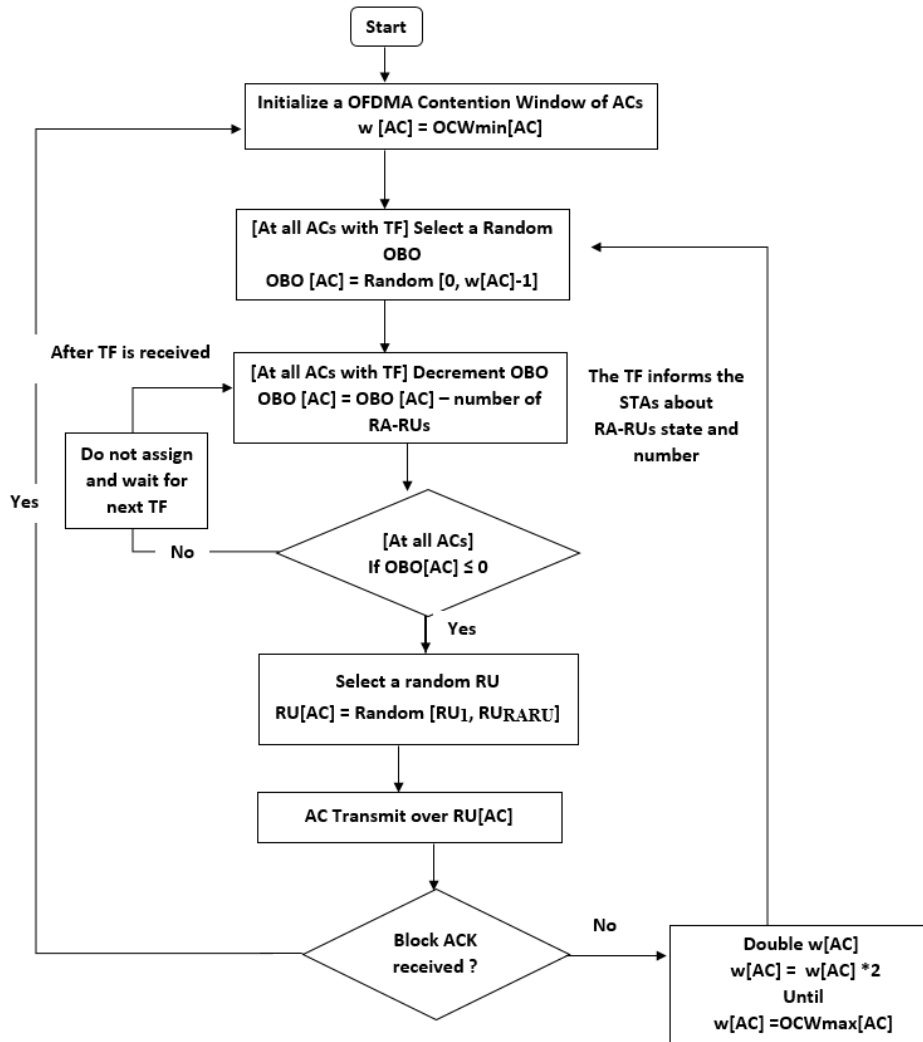 Start
Initialize a OFDMA Contention Window of ACs
w [AC] = OCWmin[AC]
[At all ACs with TF] Select a Random
OBO
OBO [AC] = Random [0, w[AC]-1]
After TF is received
[At all ACs with TF] Decrement OBO
OBO [AC] = OBO [AC] – number of
RA-RUs
The TF informs the
STAs about
RA-RUs state and
number
Do not assign
and wait for
next TF
Yes
No
[At all ACs]
If OBO[AC] ≤ 0
Yes
Select a random RU
RU[AC] = Random [RU1, RURARU]
AC Transmit over RU[AC]
Block ACK
received ?
No
Double w[AC]
w[AC] = w[AC] *2
Until
w[AC] =OCWmax[AC]